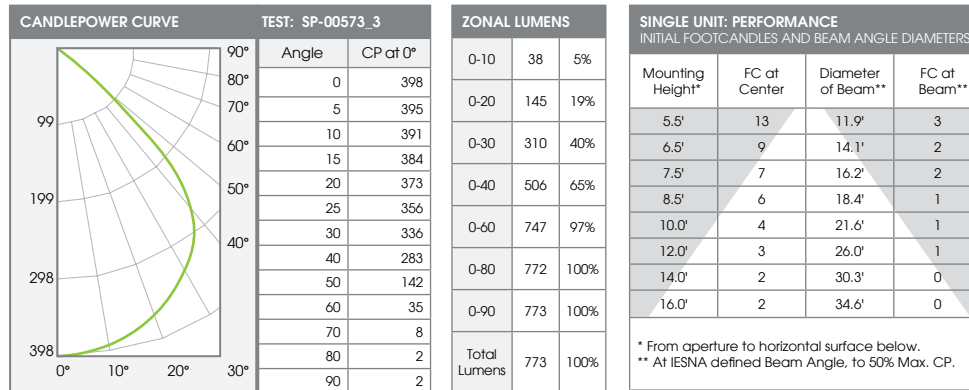 CANDLEPOWER CURVE TEST: SP-00573_3
90°
80°
70°
60°
50°
40°
30°
99
199
298
398
0° 10° 20°
Angle CP at 0°
0 398
5 395
10 391
15 384
20 373
25 356
30 336
40 283
50 142
60 35
70 8
80 2
90 2
ZONAL LUMENS
0-10 38 5%
0-20 145 19%
0-30 310 40%
0-40 506 65%
0-60 747 97%
0-80 772 100%
0-90 773 100%
Total
Lumens 773 100%
SINGLE UNIT: PERFORMANCE
INITIAL FOOTCANDLES AND BEAM ANGLE DIAMETERS
Mounting FC at Diameter FC at
Height* Center of Beam** Beam**
5.5' 13 11.9' 3
6.5' 9 14.1' 2
7.5' 7 16.2' 2
8.5' 6 18.4' 1
10.0' 4 21.6' 1
12.0' 3 26.0' 1
14.0' 2 30.3' 0
16.0' 2 34.6' 0
* From aperture to horizontal surface below.
** At IESNA defined Beam Angle, to 50% Max. CP.